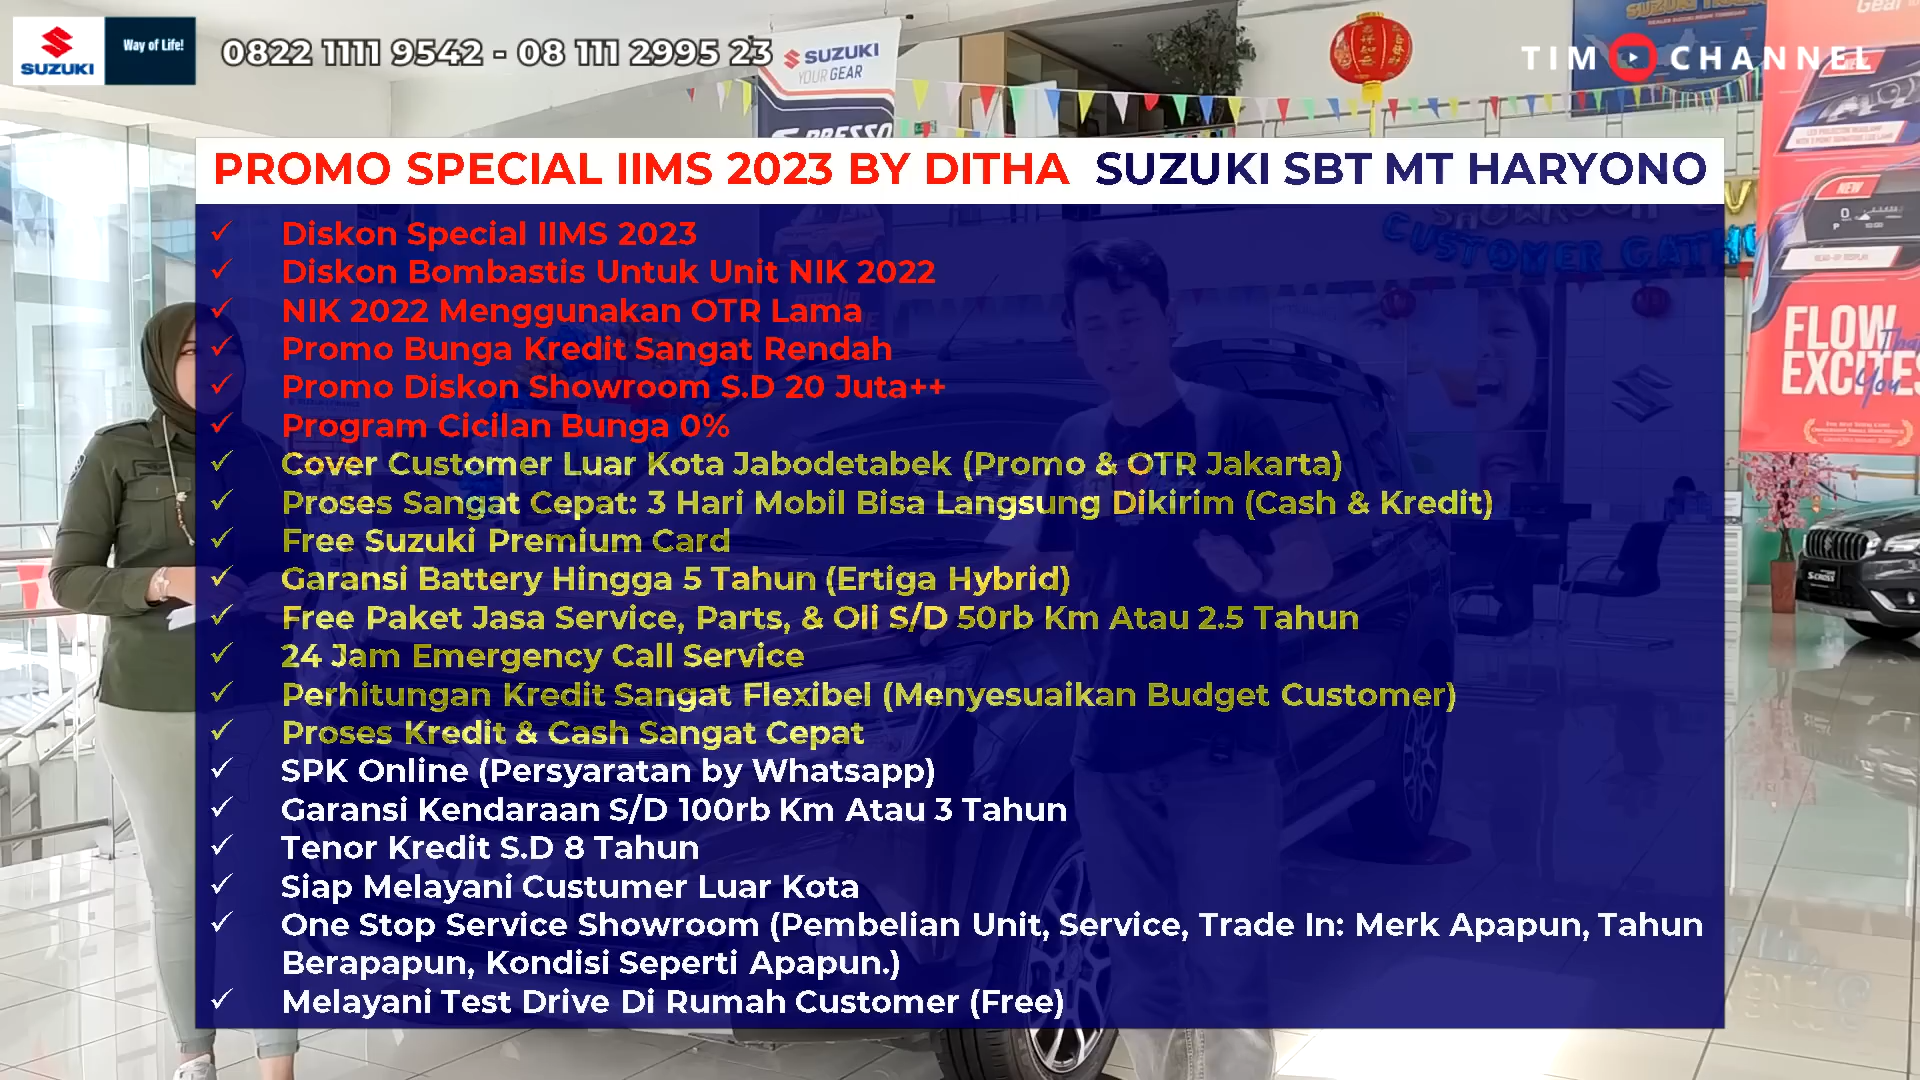 SUZUKI
Way of Life!
0822 1111 9542 - 08 111 2995 23
SUZUKI
YOUR GEAR
S-PRESSO
TIM CHANNEL
PROMO SPECIAL IIMS 2023 BY DITHA SUZUKI SBT MT HARYONO
✓ Diskon Special IIMS 2023
✓ Diskon Bombastis Untuk Unit NIK 2022
✓ NIK 2022 Menggunakan OTR Lama
✓ Promo Bunga Kredit Sangat Rendah
✓ Promo Diskon Showroom S.D 20 Juta++
✓ Program Cicilan Bunga 0%
✓ Cover Customer Luar Kota Jabodetabek (Promo & OTR Jakarta)
✓ Proses Sangat Cepat: 3 Hari Mobil Bisa Langsung Dikirim (Cash & Kredit)
✓ Free Suzuki Premium Card
✓ Garansi Battery Hingga 5 Tahun (Ertiga Hybrid)
✓ Free Paket Jasa Service, Parts, & Oli S/D 50rb Km Atau 2.5 Tahun
✓ 24 Jam Emergency Call Service
✓ Perhitungan Kredit Sangat Flexibel (Menyesuaikan Budget Customer)
✓ Proses Kredit & Cash Sangat Cepat
✓ SPK Online (Persyaratan by Whatsapp)
✓ Garansi Kendaraan S/D 100rb Km Atau 3 Tahun
✓ Tenor Kredit S.D 8 Tahun
✓ Siap Melayani Custumer Luar Kota
✓ One Stop Service Showroom (Pembelian Unit, Service, Trade In: Merk Apapun, Tahun
Berapapun, Kondisi Seperti Apapun.)
✓ Melayani Test Drive Di Rumah Customer (Free)
CUSTOMER
NEW
FLOW
EXCITES
You
S-CROSS